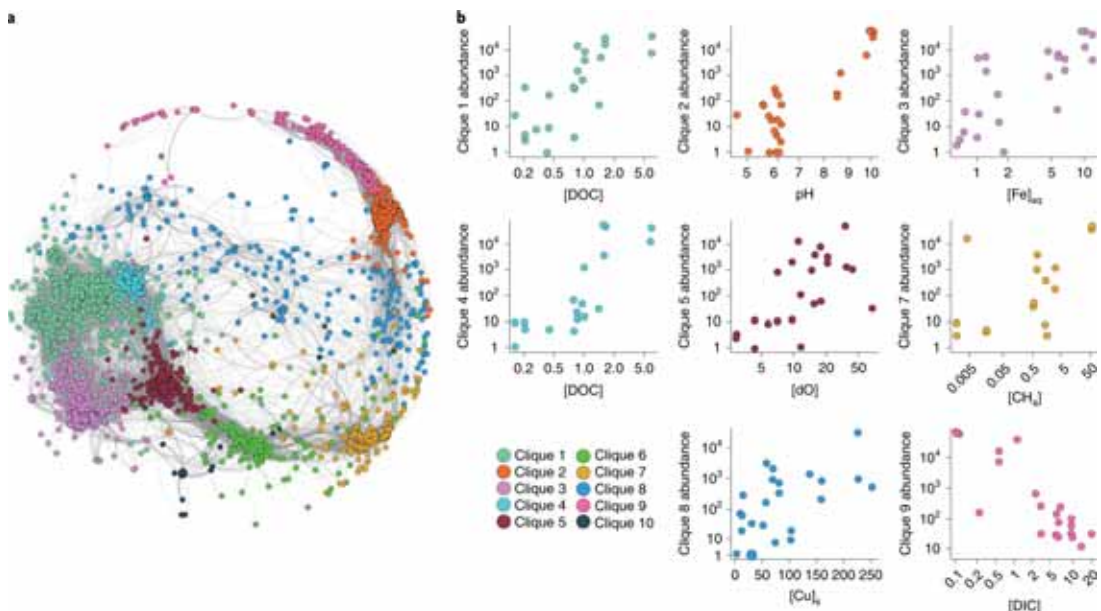 a
b
Clique 1 abundance
10⁴
10³
10²
10
1
0.2 0.5 1.0 2.0 5.0
[DOC]
Clique 2 abundance
10⁴
10³
10²
10
1
5 6 7 8 9 10
pH
Clique 3 abundance
10⁴
10³
10²
10
1
1 2 5 10
[Fe]aq
Clique 4 abundance
10⁴
10³
10²
10
1
0.2 0.5 1.0 2.0 5.0
[DOC]
Clique 5 abundance
10⁴
10³
10²
10
1
5 10 20 50
[dO]
Clique 7 abundance
10⁴
10³
10²
10
1
0.005 0.05 0.5 5.0 50
[CH₄]
Clique 1 Clique 6
Clique 2 Clique 7
Clique 3 Clique 8
Clique 4 Clique 9
Clique 5 Clique 10
Clique 8 abundance
10⁴
10³
10²
10
1
0 50 100 150 200 250
[Cu]s
Clique 9 abundance
10⁴
10³
10²
10
0.1 0.2 0.5 1 2 5 10 20
[DIC]